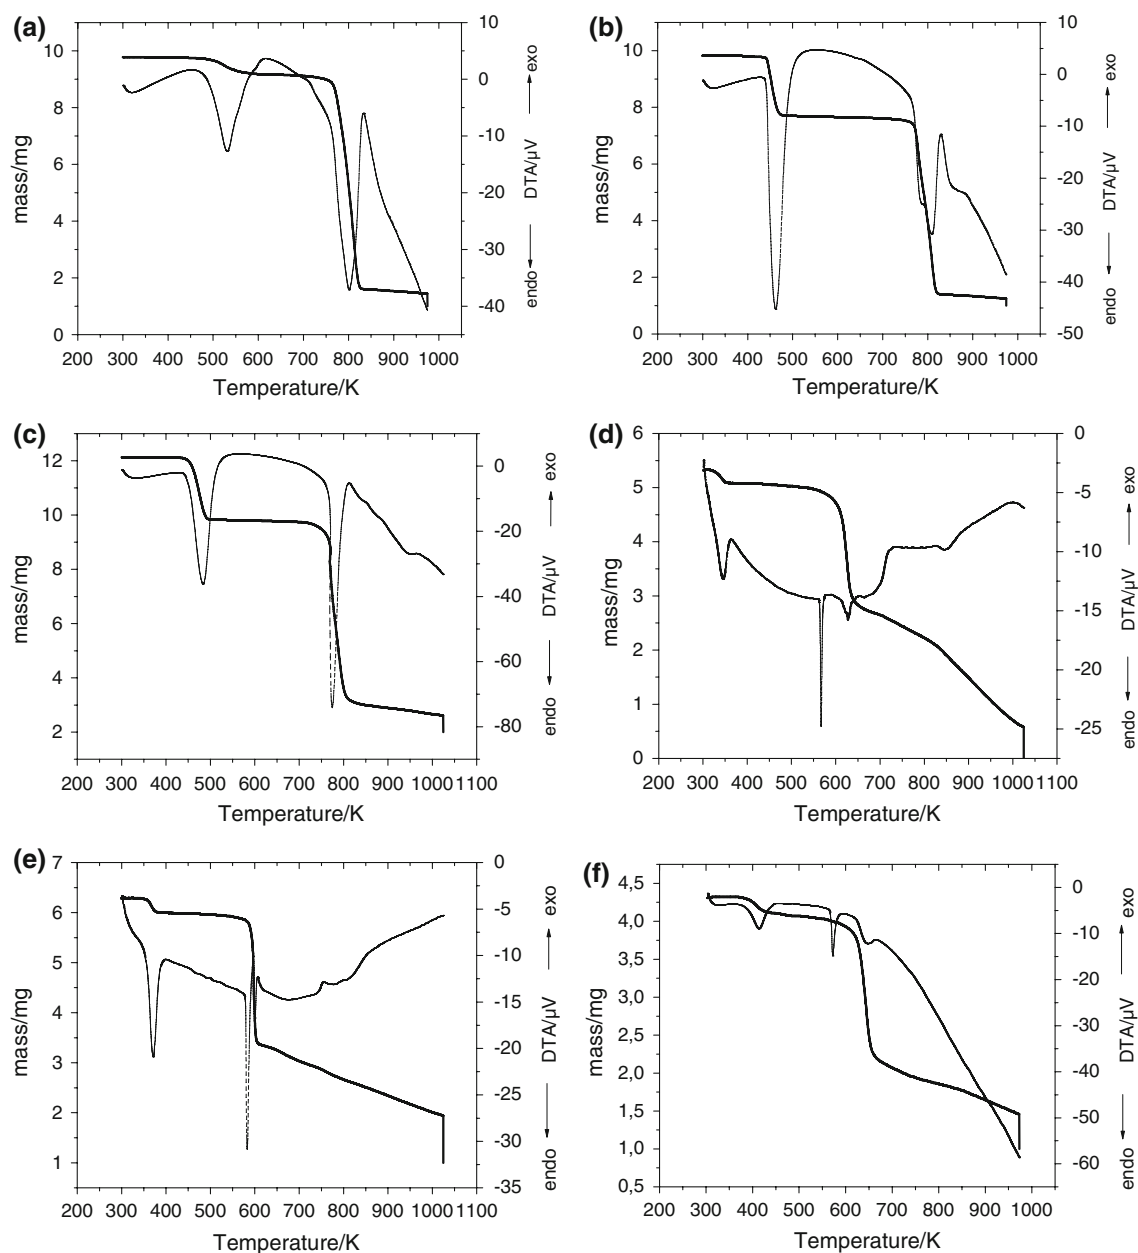 (a)
mass/mg
10
8
6
4
2
0
200 300 400 500 600 700 800 900 1000
Temperature/K
10
0
-10
-20
-30
-40
endo DTA/µV exo
(b)
mass/mg
10
8
6
4
2
0
200 300 400 500 600 700 800 900 1000
Temperature/K
10
0
-10
-20
-30
-40
-50
endo DTA/µV exo
(c)
mass/mg
12
10
8
6
4
2
200 300 400 500 600 700 800 900 1000 1100
Temperature/K
0
-20
-40
-60
-80
endo DTA/µV exo
(d)
mass/mg
6
5
4
3
2
1
0
200 300 400 500 600 700 800 900 1000 1100
Temperature/K
0
-5
-10
-15
-20
-25
endo DTA/µV exo
(e)
mass/mg
7
6
5
4
3
2
1
200 300 400 500 600 700 800 900 1000 1100
Temperature/K
0
-5
-10
-15
-20
-25
-30
-35
endo DTA/µV exo
(f)
mass/mg
4,5
4,0
3,5
3,0
2,5
2,0
1,5
1,0
0,5
200 300 400 500 600 700 800 900 1000
Temperature/K
0
-10
-20
-30
-40
-50
-60
endo DTA/µV exo